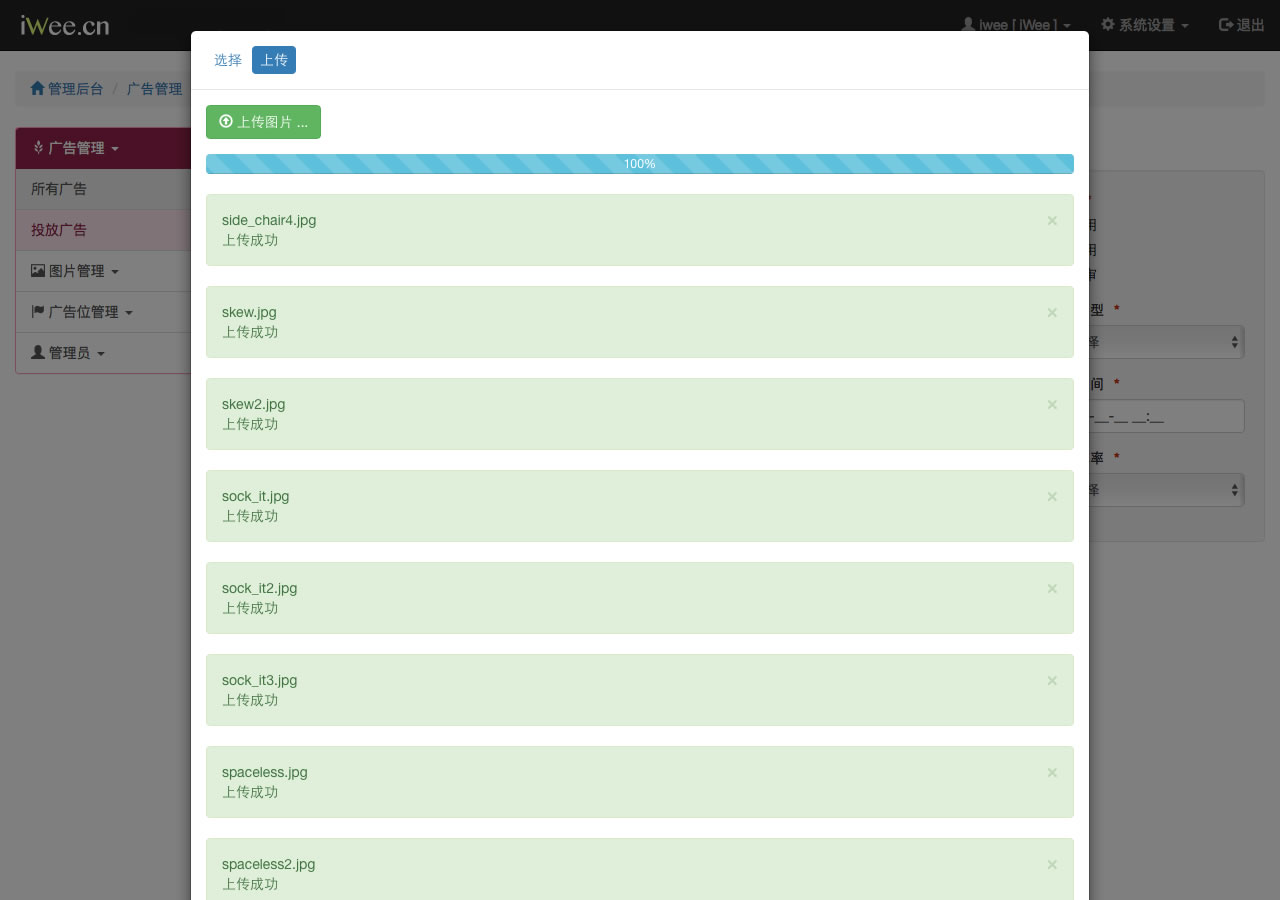 iWee.cn
iwee [ iWee ]
系统设置
退出
管理后台 / 广告管理
选择
上传
上传图片 ...
100%
广告管理
所有广告
投放广告
图片管理
广告位管理
管理员
side_chair4.jpg
×
上传成功
skew.jpg
×
上传成功
skew2.jpg
×
上传成功
sock_it.jpg
×
上传成功
sock_it2.jpg
×
上传成功
sock_it3.jpg
×
上传成功
spaceless.jpg
×
上传成功
spaceless2.jpg
×
上传成功
型 *
间 *
-__-__ __:__
率 *